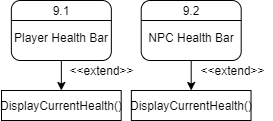 9.1 9.2
Player Health Bar NPC Health Bar
<<extend>> <<extend>>
DisplayCurrentHealth() DisplayCurrentHealth()